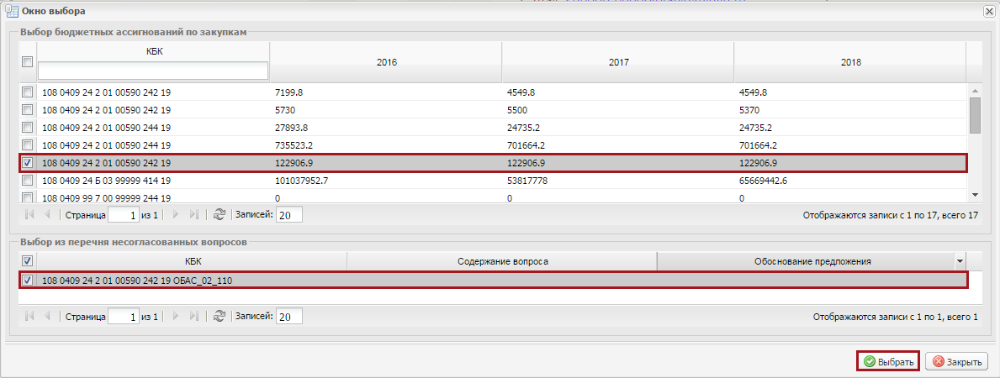 Окно выбора
Выбор бюджетных ассигнований по закупкам
КБК 2016 2017 2018
108 0409 24 2 01 00590 242 19 7199.8 4549.8 4549.8
108 0409 24 2 01 00590 242 19 5730 5500 5370
108 0409 24 2 01 00590 244 19 27893.8 24735.2 24735.2
108 0409 24 2 01 00590 244 19 735523.2 701664.2 701664.2
108 0409 24 2 01 00590 242 19 122906.9 122906.9 122906.9
108 0409 24 Б 03 99999 414 19 101037952.7 53817778 65669442.6
108 0409 99 7 00 99999 244 19 0 0 0
Страница 1 из 1 Записей: 20 Отображаются записи с 1 по 17, всего 17
Выбор из перечня несогласованных вопросов
КБК Содержание вопроса Обоснование предложения
108 0409 24 2 01 00590 242 19 ОБАС_02_110
Страница 1 из 1 Записей: 20 Отображаются записи с 1 по 1, всего 1
Выбрать Закрыть